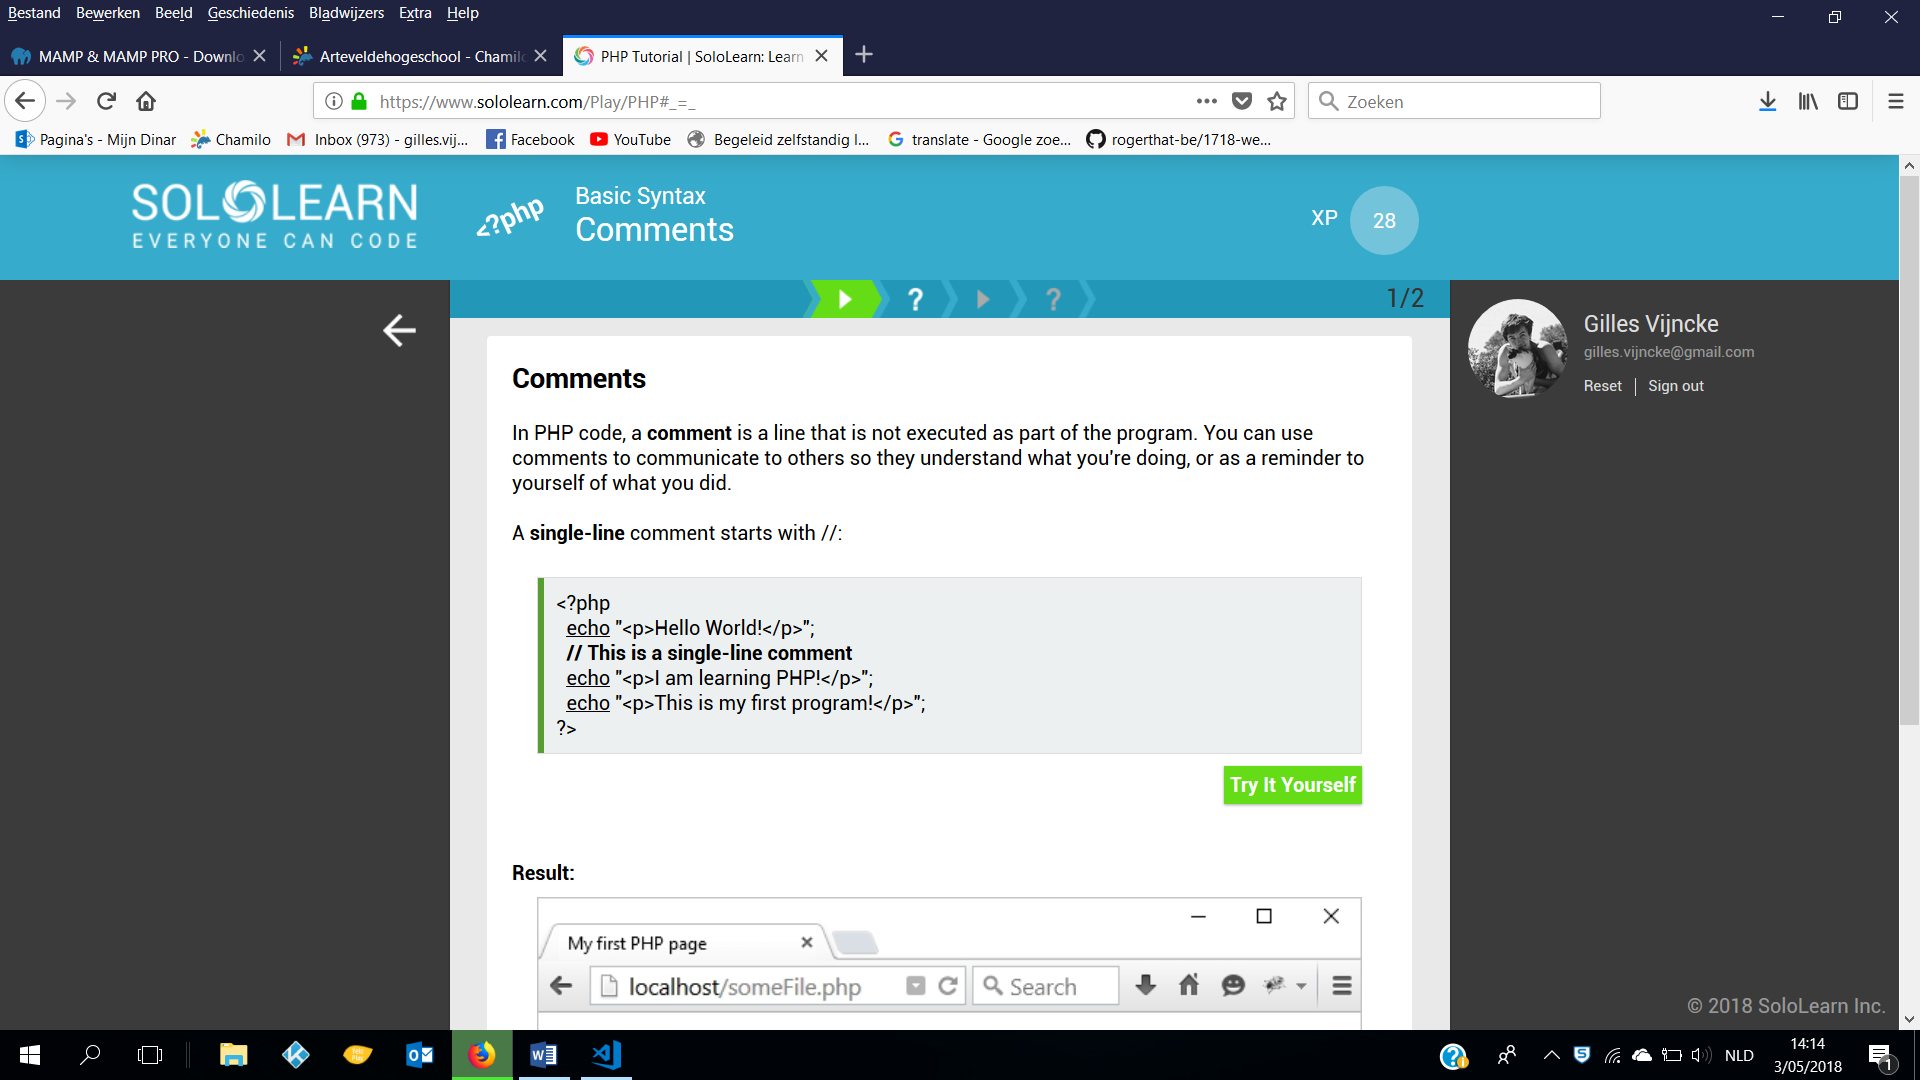 Bestand Bewerken Beeld Geschiedenis Bladwijzers Extra Help
MAMP & MAMP PRO - Downlo
Arteveldehogeschool - Chamilo
PHP Tutorial | SoloLearn: Learn
https://www.sololearn.com/Play/PHP#_=_
Zoeken
Pagina's - Mijn Dinar
Chamilo
Inbox (973) - gilles.vij...
Facebook
YouTube
Begeleid zelfstandig l...
translate - Google zoe...
rogerthat-be/1718-we...
SOLOLEARN
EVERYONE CAN CODE
<?php
Basic Syntax
Comments
XP 28
? ?
1/2
Gilles Vijncke
gilles.vijncke@gmail.com
Reset | Sign out
Comments
In PHP code, a comment is a line that is not executed as part of the program. You can use
comments to communicate to others so they understand what you're doing, or as a reminder to
yourself of what you did.
A single-line comment starts with //:
<?php
echo "<p>Hello World!</p>";
// This is a single-line comment
echo "<p>I am learning PHP!</p>";
echo "<p>This is my first program!</p>";
?>
Try It Yourself
Result:
My first PHP page
localhost/someFile.php
Search
© 2018 SoloLearn Inc.
NLD
14:14
3/05/2018
1